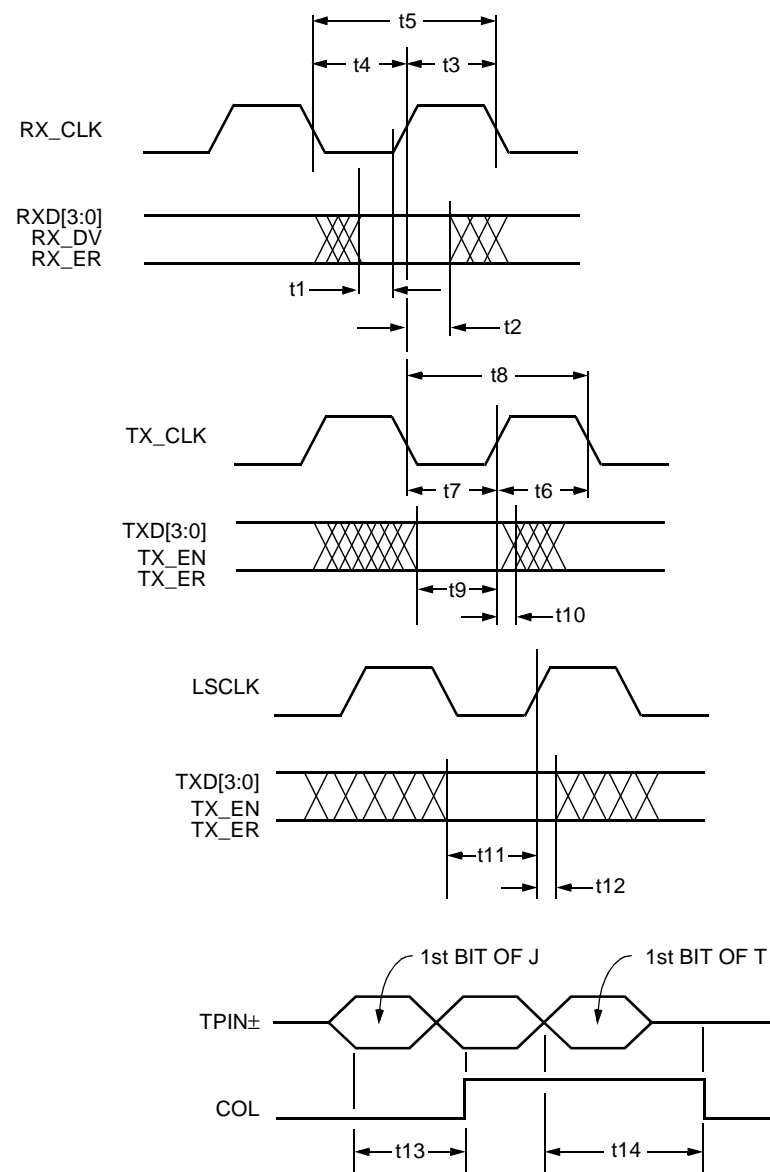 t5
t4
t3
RX_CLK
RXD[3:0]
RX_DV
RX_ER
t1
t2
t8
TX_CLK
t7
t6
TXD[3:0]
TX_EN
TX_ER
t9
t10
LSCLK
TXD[3:0]
TX_EN
TX_ER
t11
t12
1st BIT OF J
1st BIT OF T
TPIN±
COL
t13
t14